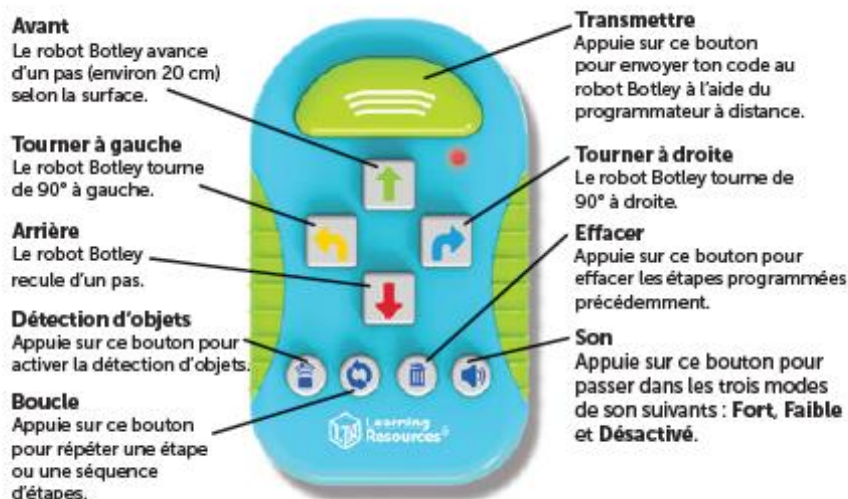 Avant
Le robot Botley avance
d'un pas (environ 20 cm)
selon la surface.
Tourner à gauche
Le robot Botley tourne
de 90° à gauche.
Arrière
Le robot Botley
recule d'un pas.
Détection d'objets
Appuie sur ce bouton pour
activer la détection d'objets.
Boucle
Appuie sur ce bouton
pour répéter une étape
ou une séquence
d'étapes.
Transmettre
Appuie sur ce bouton
pour envoyer ton code au
robot Botley à l'aide du
programmateur à distance.
Tourner à droite
Le robot Botley tourne de
90° à droite.
Effacer
Appuie sur ce bouton pour
effacer les étapes programmées
précédemment.
Son
Appuie sur ce bouton pour
passer dans les trois modes
de son suivants : Fort, Faible
et Désactivé.
Learning
Resources®